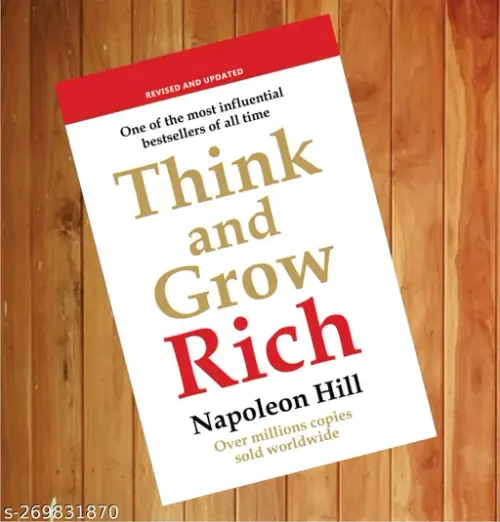 REVISED AND UPDATED
One of the most influential
bestsellers of all time
Think
and
Grow
Rich
Napoleon Hill
Over millions copies
sold worldwide
s-269831870